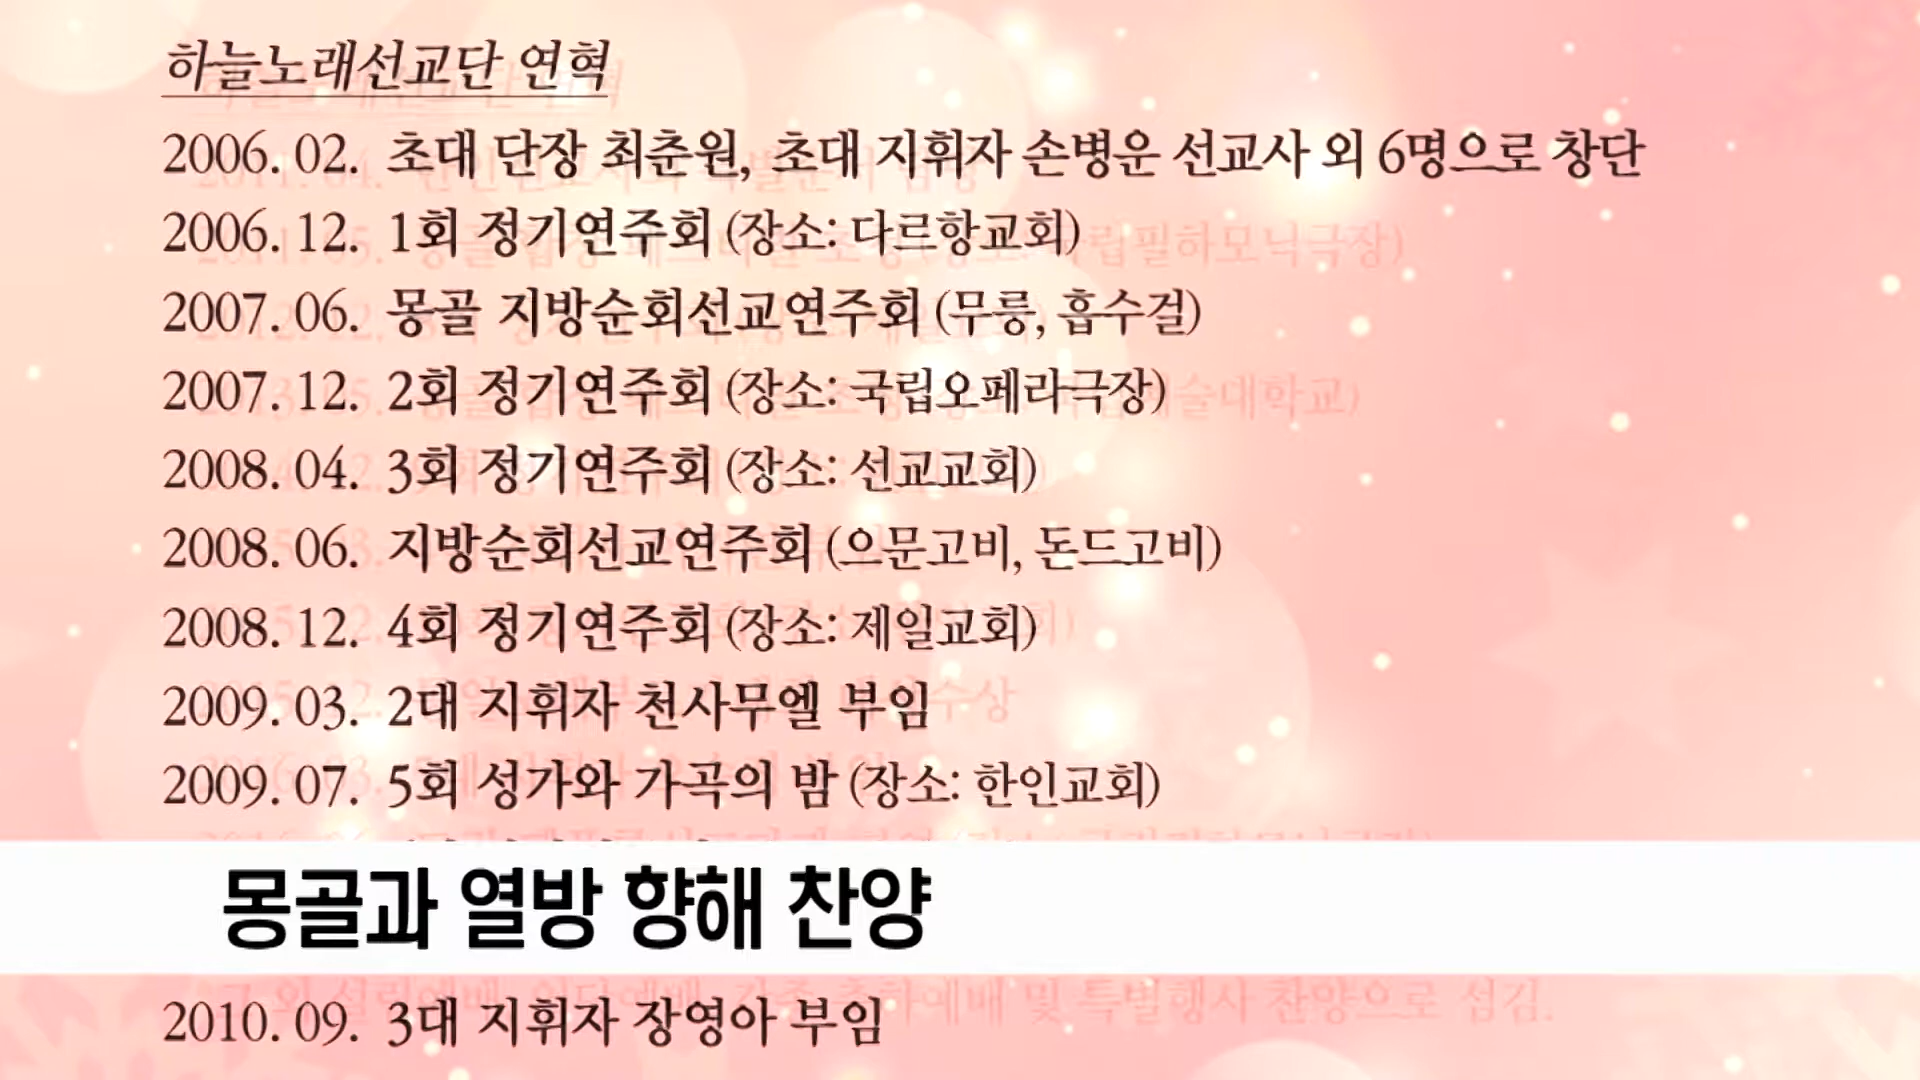 하늘노래선교단 연혁
2006. 02. 초대 단장 최춘원, 초대 지휘자 손병운 선교사 외 6명으로 창단
2006. 12. 1회 정기연주회 (장소: 다르항교회)
2007. 06. 몽골 지방순회선교연주회 (무릉, 흡수걸)
2007. 12. 2회 정기연주회 (장소: 국립오페라극장)
2008. 04. 3회 정기연주회 (장소: 선교교회)
2008. 06. 지방순회선교연주회 (으문고비, 돈드고비)
2008. 12. 4회 정기연주회 (장소: 제일교회)
2009. 03. 2대 지휘자 천사무엘 부임
2009. 07. 5회 성가와 가곡의 밤 (장소: 한인교회)
몽골과 열방 향해 찬양
2010. 09. 3대 지휘자 장영아 부임